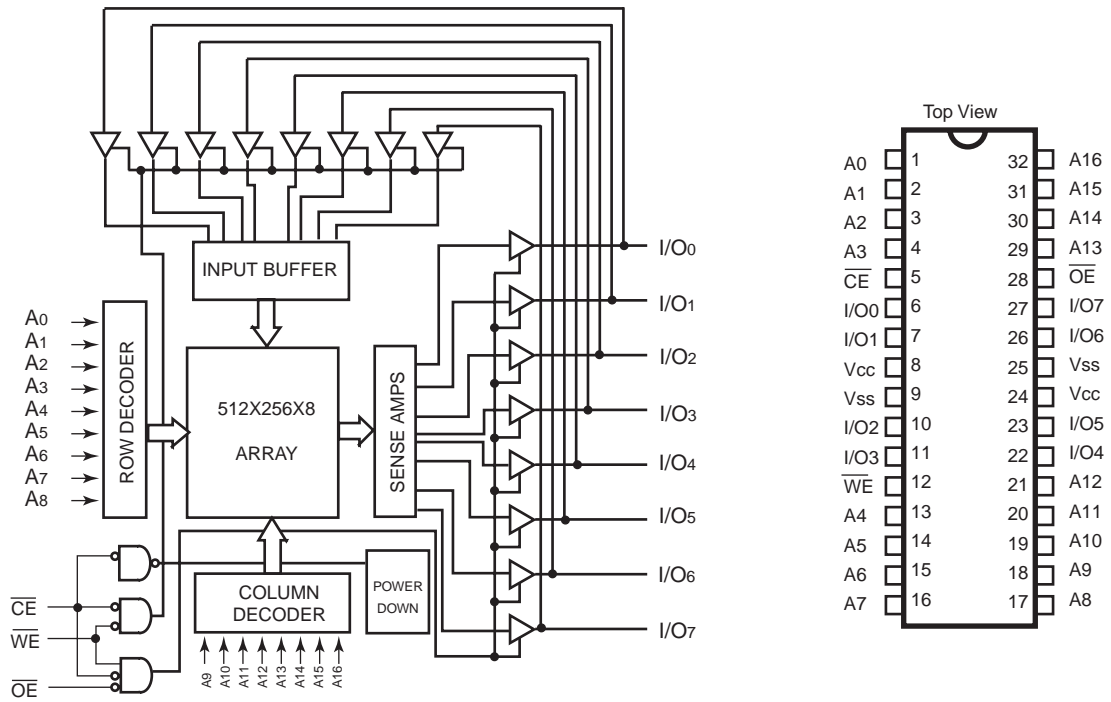 INPUT BUFFER
A0
A1
A2
A3
A4
A5
A6
A7
A8
ROW DECODER
512X256X8
ARRAY
SENSE AMPS
I/O0
I/O1
I/O2
I/O3
I/O4
I/O5
I/O6
I/O7
CE
WE
OE
COLUMN
DECODER
A9
A10
A11
A12
A13
A14
A15
A16
POWER
DOWN
Top View
A0 1 32 A16
A1 2 31 A15
A2 3 30 A14
A3 4 29 A13
CE 5 28 OE
I/O0 6 27 I/O7
I/O1 7 26 I/O6
Vcc 8 25 Vss
Vss 9 24 Vcc
I/O2 10 23 I/O5
I/O3 11 22 I/O4
WE 12 21 A12
A4 13 20 A11
A5 14 19 A10
A6 15 18 A9
A7 16 17 A8